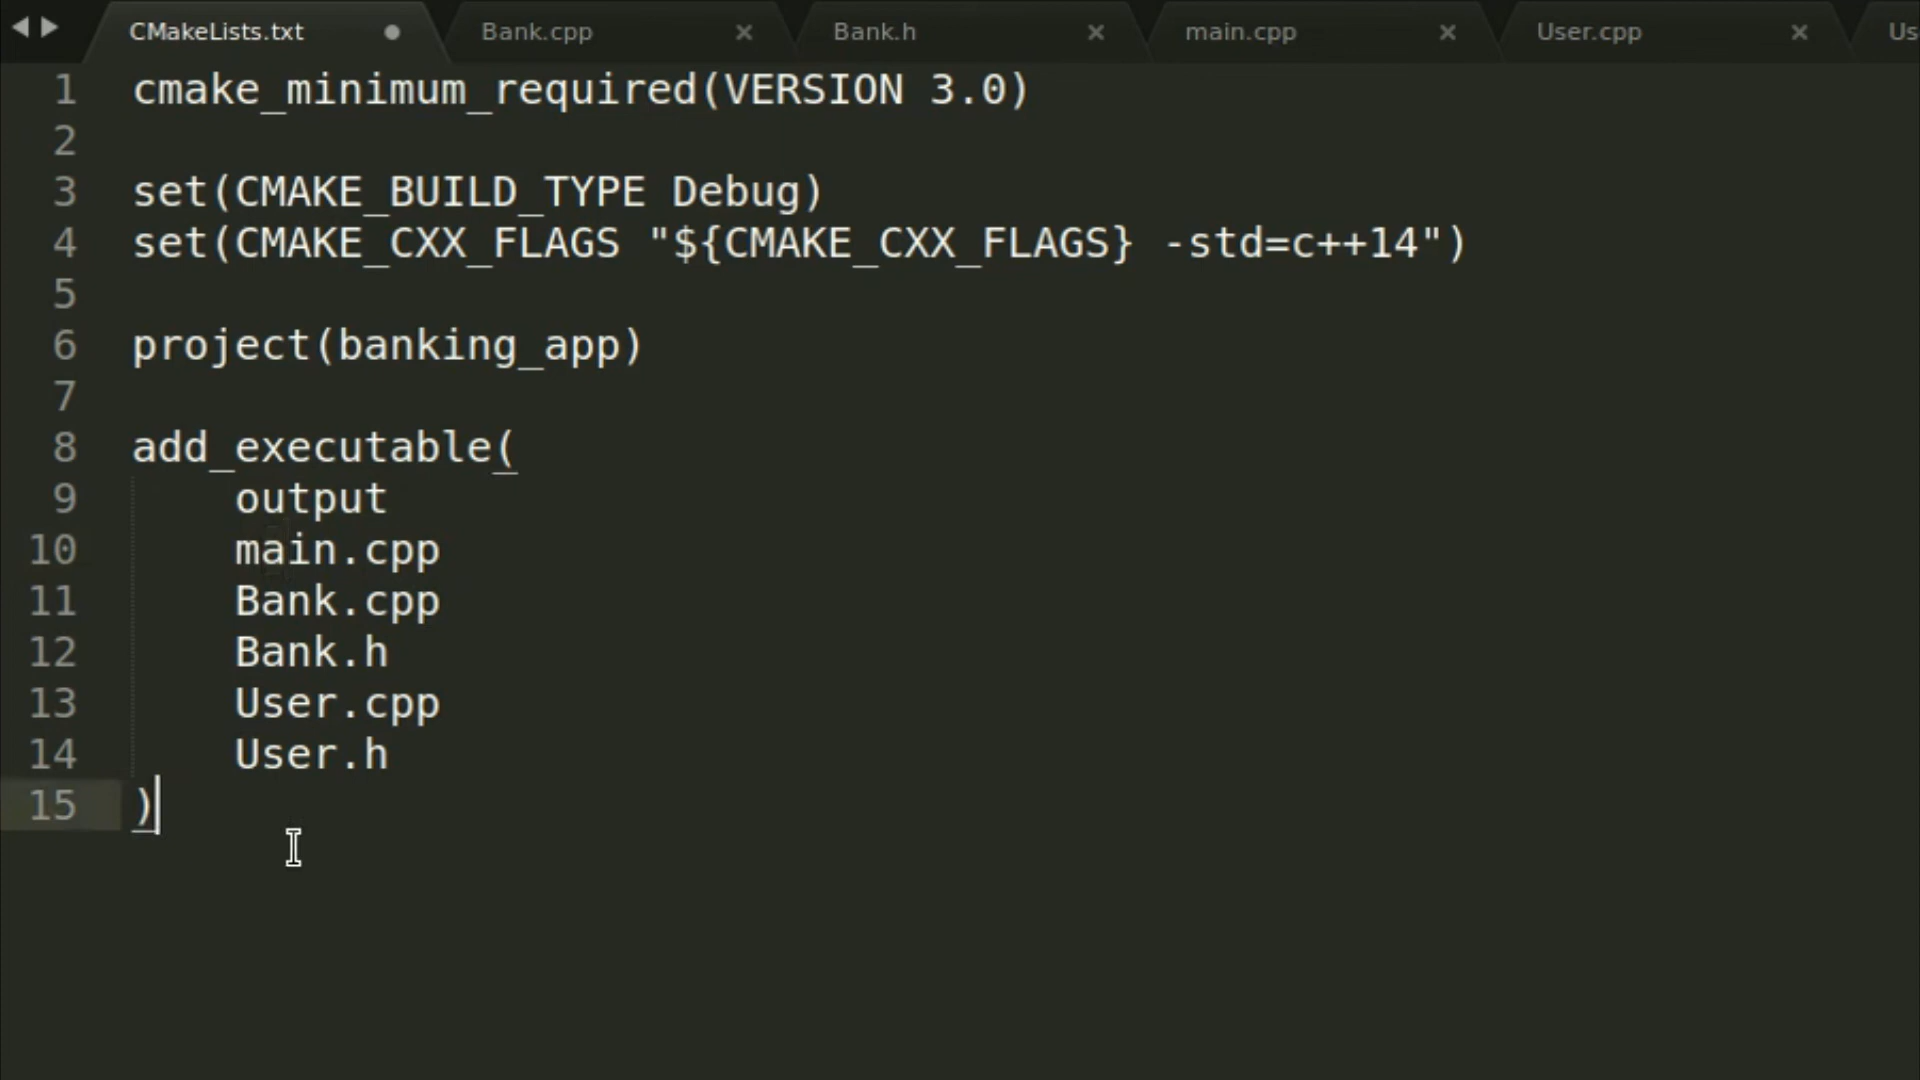 CMakeLists.txt Bank.cpp Bank.h main.cpp User.cpp Us
1 cmake_minimum_required(VERSION 3.0)
2
3 set(CMAKE_BUILD_TYPE Debug)
4 set(CMAKE_CXX_FLAGS "${CMAKE_CXX_FLAGS} -std=c++14")
5
6 project(banking_app)
7
8 add_executable(
9 output
10 main.cpp
11 Bank.cpp
12 Bank.h
13 User.cpp
14 User.h
15 )